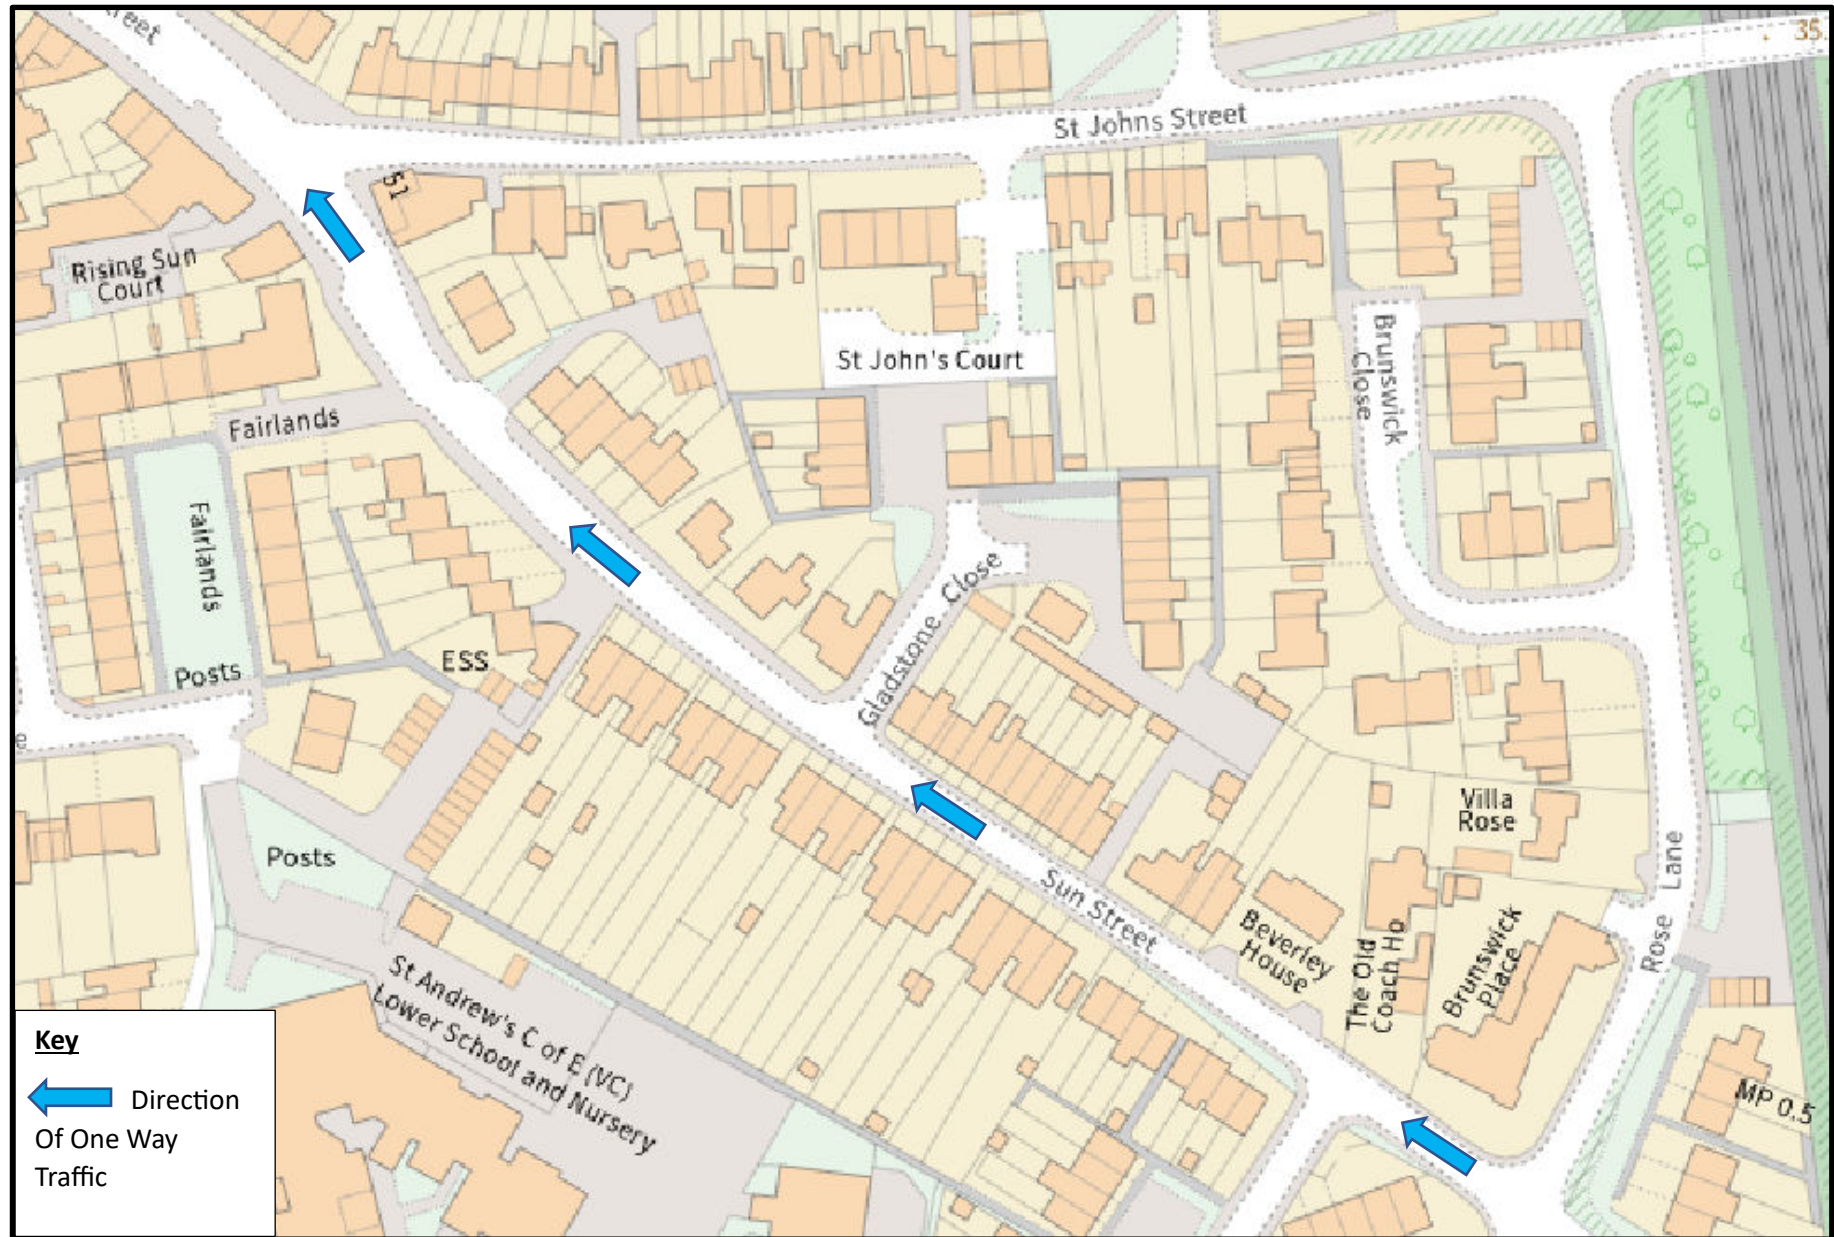 reet
35.
St Johns Street
51
Rising Sun
Court
St John's Court
Brunswick
Close
Fairlands
Fairlands
Posts
ESS
Gladstone Close
Villa
Rose
Rose Lane
Posts
Sun Street
Beverley
House
The Old
Coach Ho
Brunswick
Place
St Andrew's C of E (VC)
Lower School and Nursery
MP 0.5
Key
Direction
Of One Way
Traffic